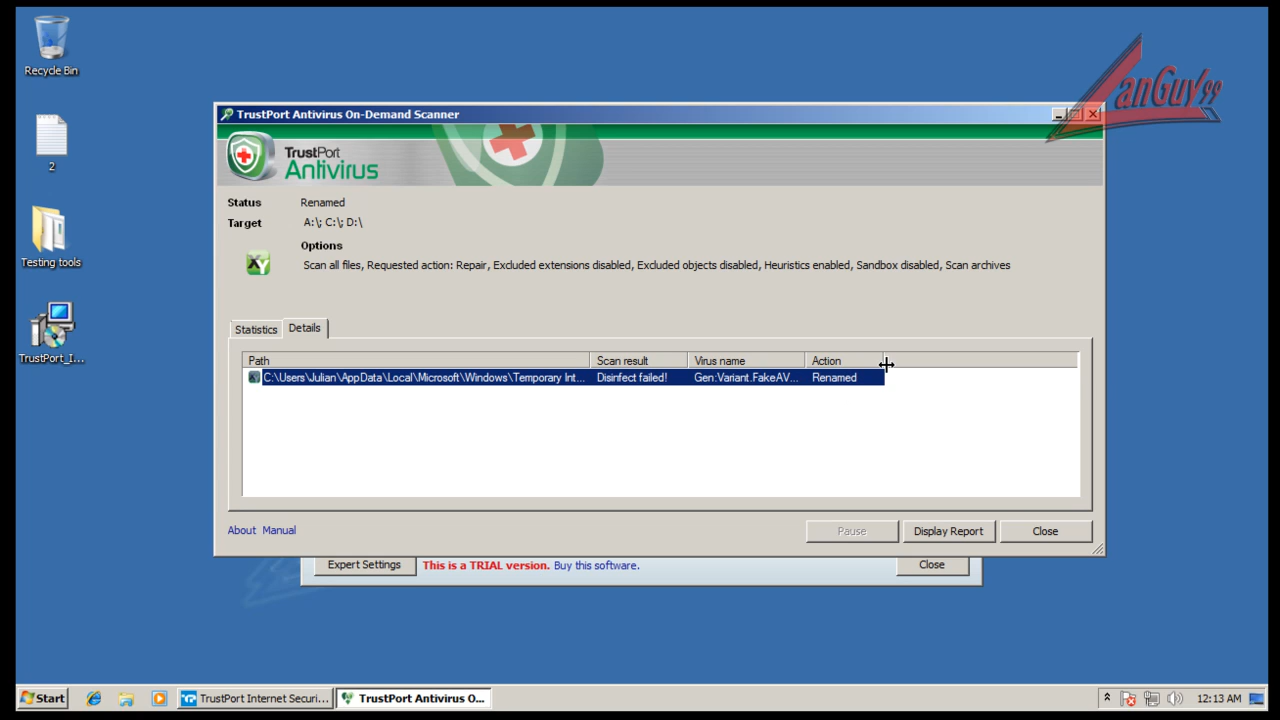 Recycle Bin
2
Testing tools
TrustPort_I...
LanGuy99
TrustPort Antivirus On-Demand Scanner
TrustPort
Antivirus
Status Renamed
Target A:\; C:\; D:\
Options
XY
Scan all files, Requested action: Repair, Excluded extensions disabled, Excluded objects disabled, Heuristics enabled, Sandbox disabled, Scan archives
Statistics Details
Path Scan result Virus name Action
C:\Users\Julian\AppData\Local\Microsoft\Windows\Temporary Int... Disinfect failed! Gen:Variant.FakeAV... Renamed
About Manual Pause Display Report Close
Expert Settings This is a TRIAL version. Buy this software. Close
Start TrustPort Internet Securi... TrustPort Antivirus O... 12:13 AM